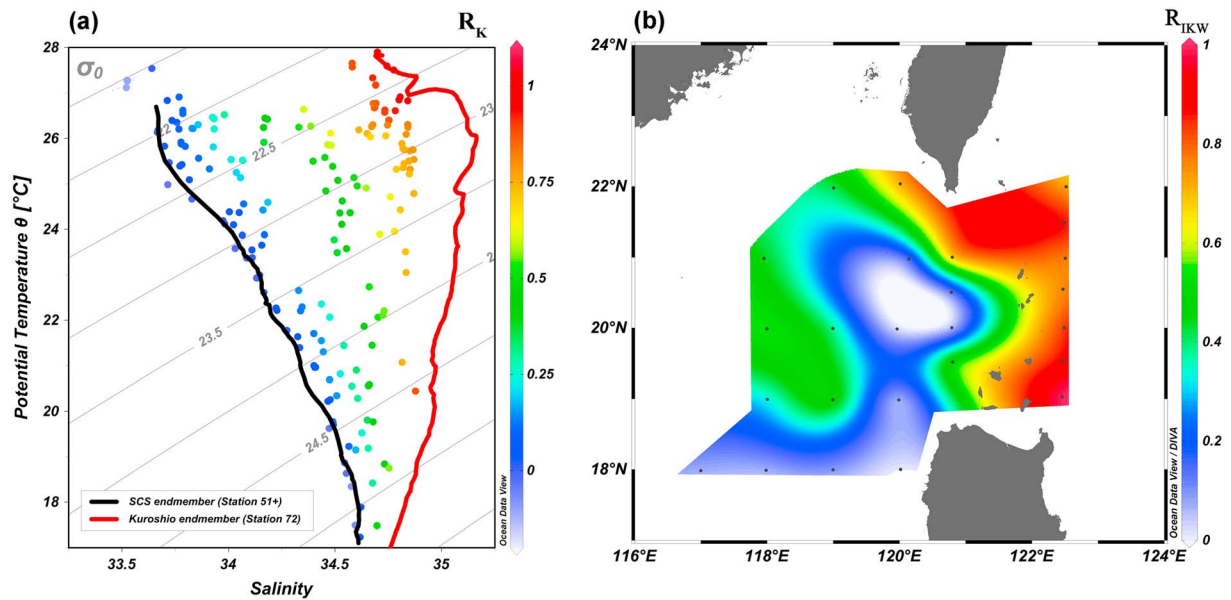 (a)
R_K
28
26
24
22
20
18
Potential Temperature θ [°C]
σ₀
22
22.5
23.5
24.5
23
2
SCS endmember (Station 51+)
Kuroshio endmember (Station 72)
33.5
34
34.5
35
Salinity
1
0.75
0.5
0.25
0
Ocean Data View
(b)
R_IKW
24°N
22°N
20°N
18°N
116°E
118°E
120°E
122°E
124°E
1
0.8
0.6
0.4
0.2
0
Ocean Data View / DIVA